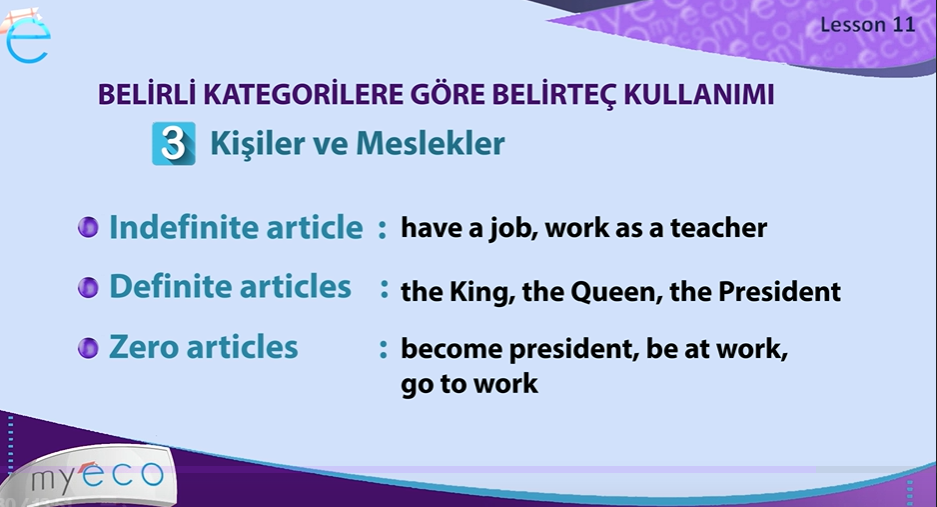 Lesson 11
BELİRLİ KATEGORİLERE GÖRE BELİRTEÇ KULLANIMI
3 Kişiler ve Meslekler
Indefinite article : have a job, work as a teacher
Definite articles : the King, the Queen, the President
Zero articles : become president, be at work,
go to work
myeco